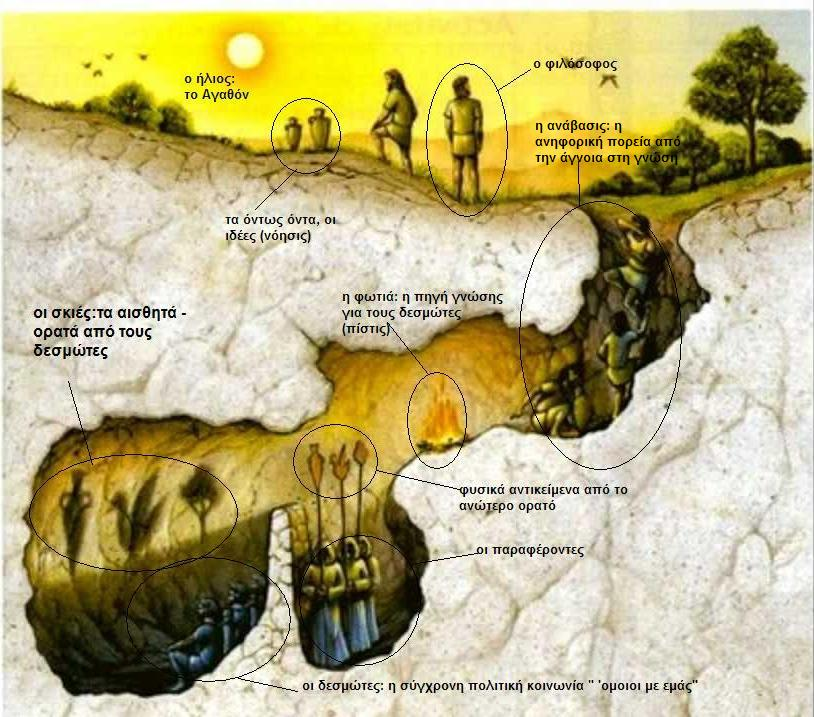 ο φιλόσοφος
ο ήλιος:
το Αγαθόν
η ανάβασις: η
ανηφορική πορεία από
την άγνοια στη γνώση
τα όντως όντα, οι
ιδέες (νόησις)
η φωτιά: η πηγή γνώσης
για τους δεσμώτες
(πίστις)
οι σκιές:τα αισθητά -
ορατά από τους
δεσμώτες
φυσικά αντικείμενα από το
ανώτερο ορατό
οι παραφέροντες
οι δεσμώτες: η σύγχρονη πολιτική κοινωνία " 'ομοιοι με εμάς"